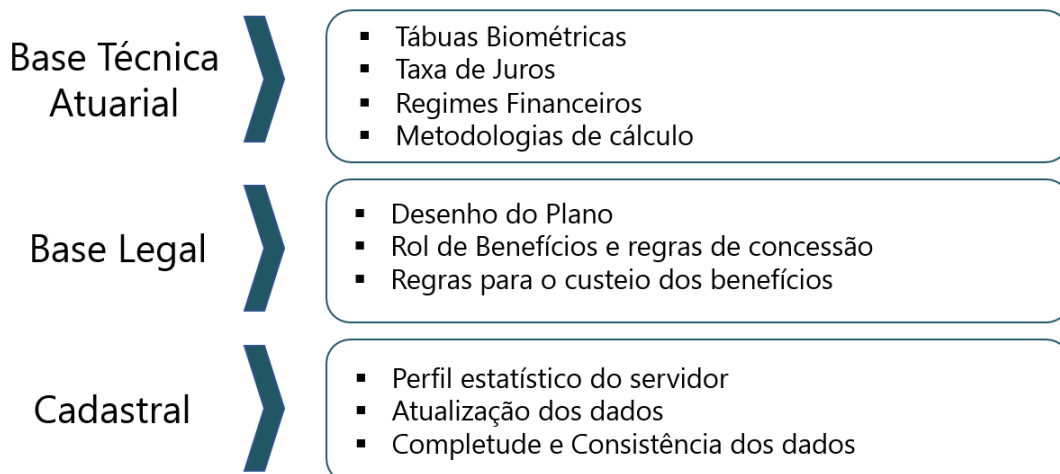 Base Técnica
Atuarial
▪ Tábuas Biométricas
▪ Taxa de Juros
▪ Regimes Financeiros
▪ Metodologias de cálculo
Base Legal
▪ Desenho do Plano
▪ Rol de Benefícios e regras de concessão
▪ Regras para o custeio dos benefícios
Cadastral
▪ Perfil estatístico do servidor
▪ Atualização dos dados
▪ Completude e Consistência dos dados